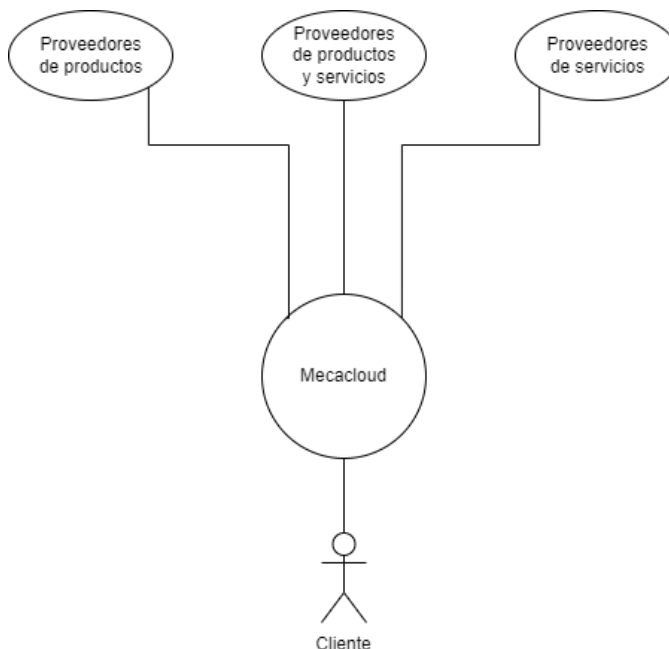 Proveedores
de productos
Proveedores
de productos
y servicios
Proveedores
de servicios
Mecacloud
Cliente